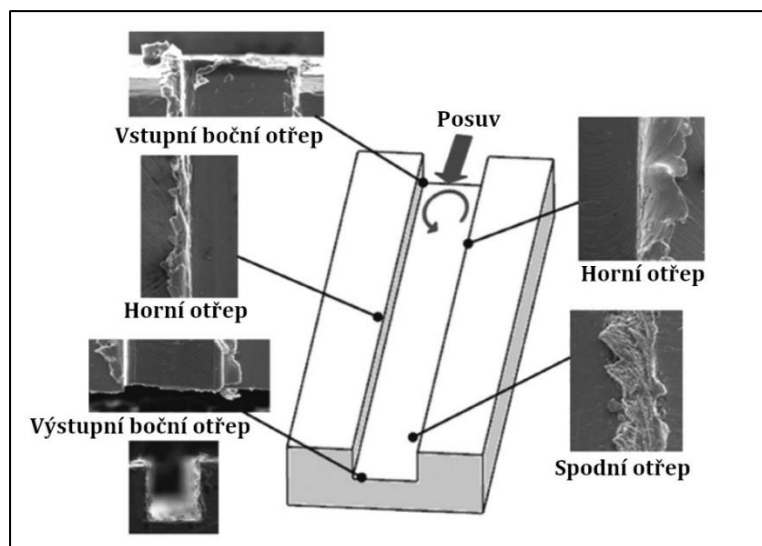 Vstupní boční otřep
Posuv
Horní otřep
Horní otřep
Výstupní boční otřep
Spodní otřep